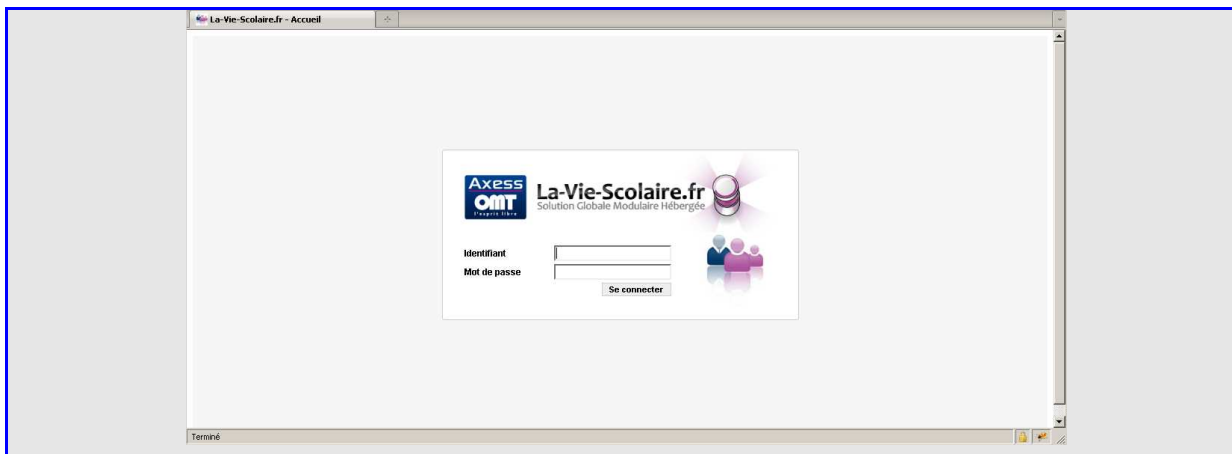 La-Vie-Scolaire.fr - Accueil
Axess
OMT
l'esprit libre
La-Vie-Scolaire.fr
Solution Globale Modulaire Hébergée
Identifiant
Mot de passe
Se connecter
Terminé